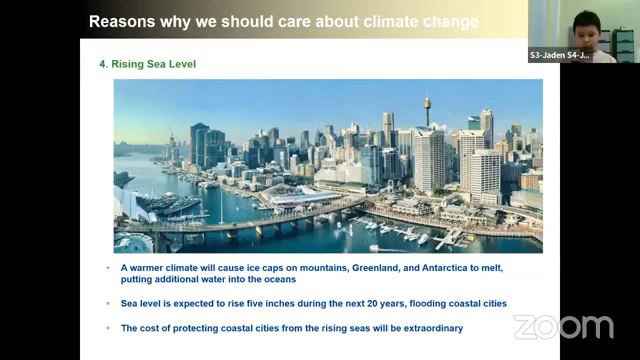 Reasons why we should care about climate change
S3-Jaden S4-J...
4. Rising Sea Level
A warmer climate will cause ice caps on mountains, Greenland, and Antarctica to melt,
putting additional water into the oceans
Sea level is expected to rise five inches during the next 20 years, flooding coastal cities
The cost of protecting coastal cities from the rising seas will be extraordinary
zoom